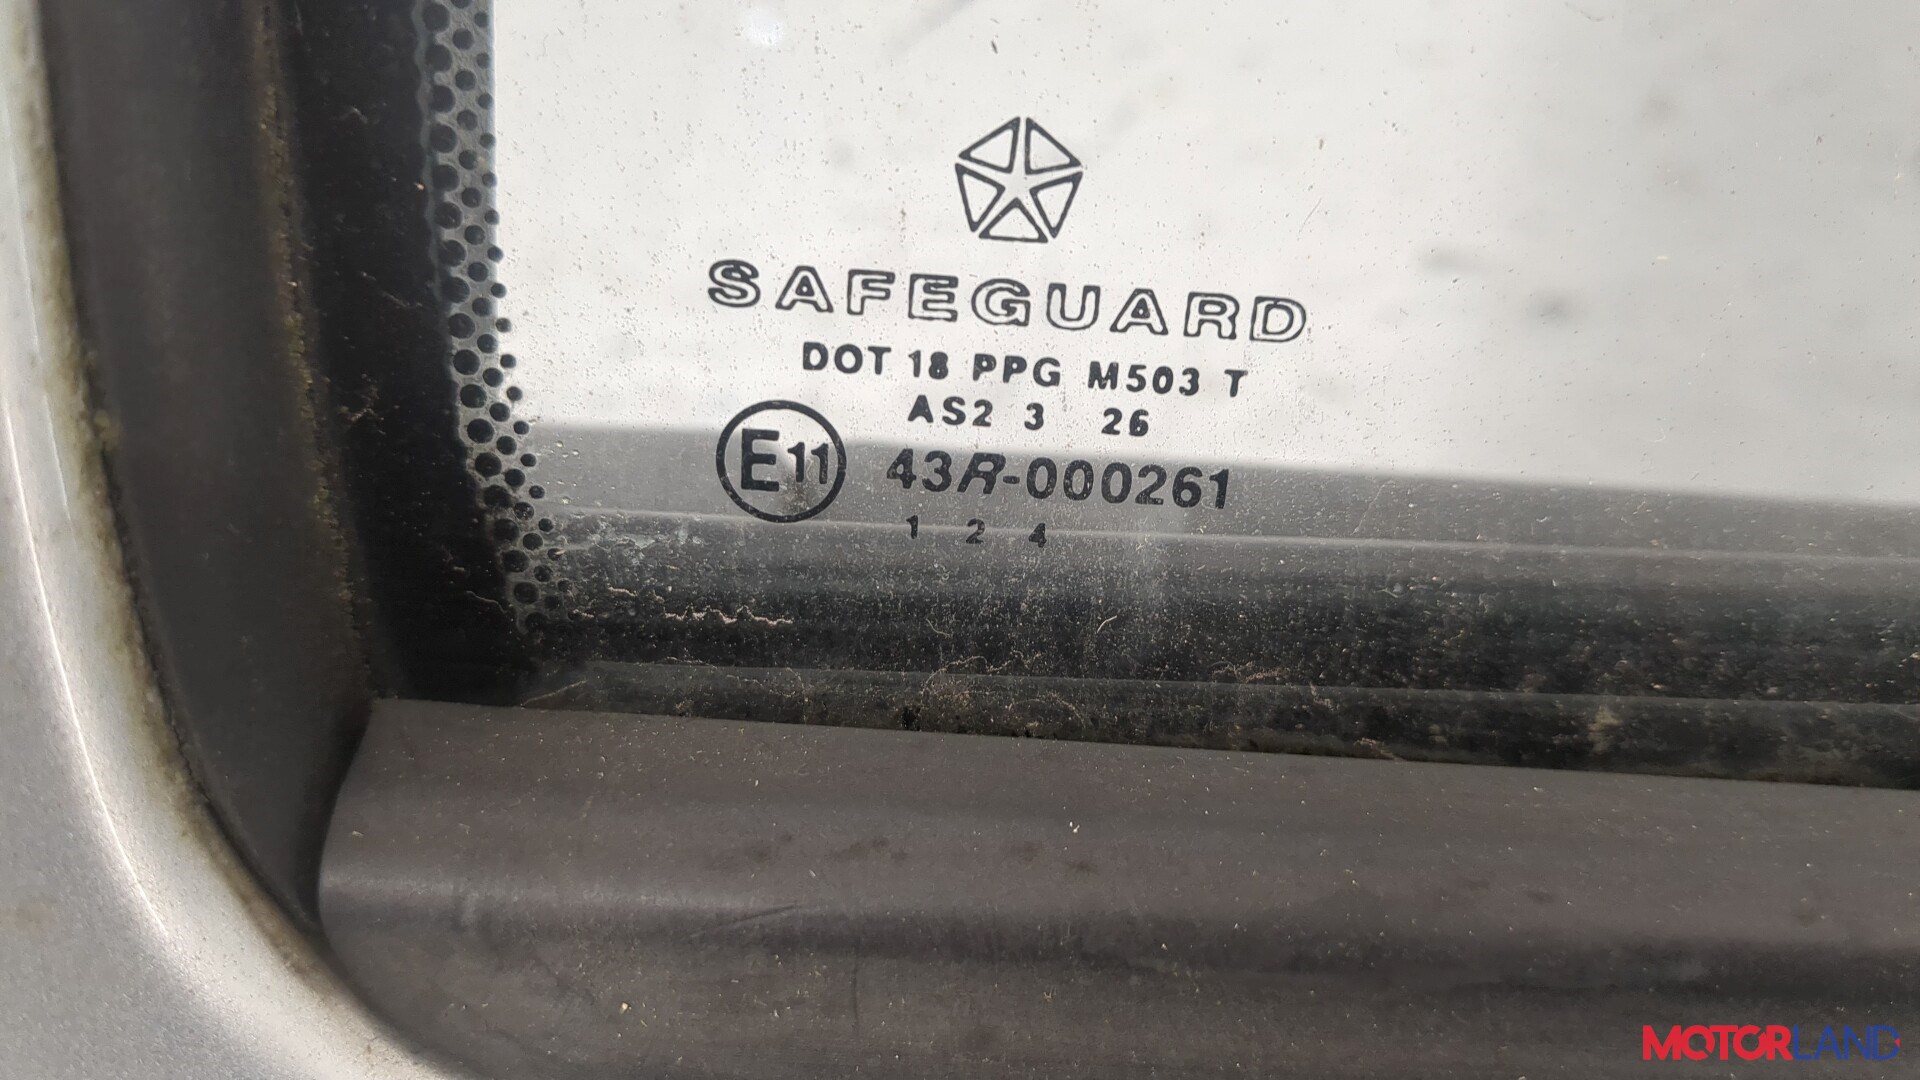 SAFEGUARD
DOT 18 PPG M503 T
AS2 3 26
E11 43R-000261
1 2 4
MOTORLAND